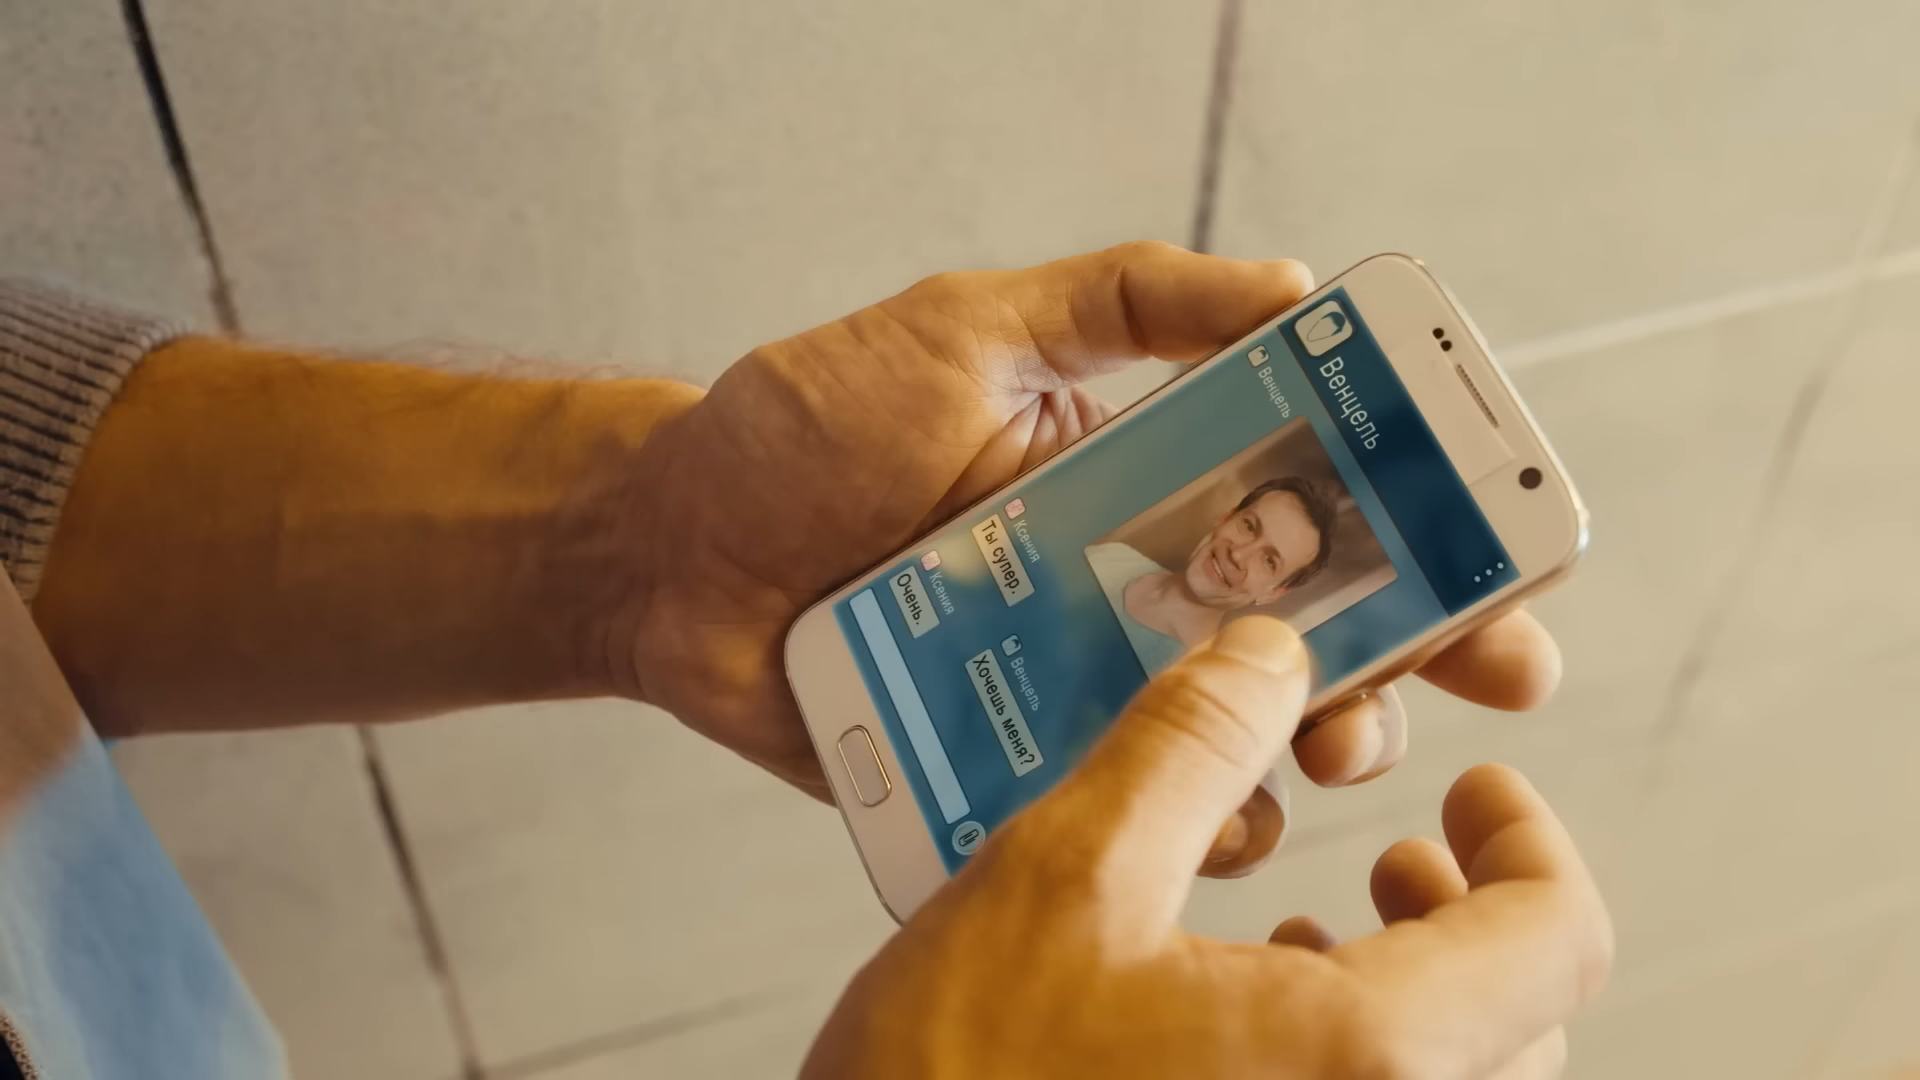 Венцель
Венцель
Ксения
Ты супер.
Венцель
Хочешь меня?
Ксения
Очень.